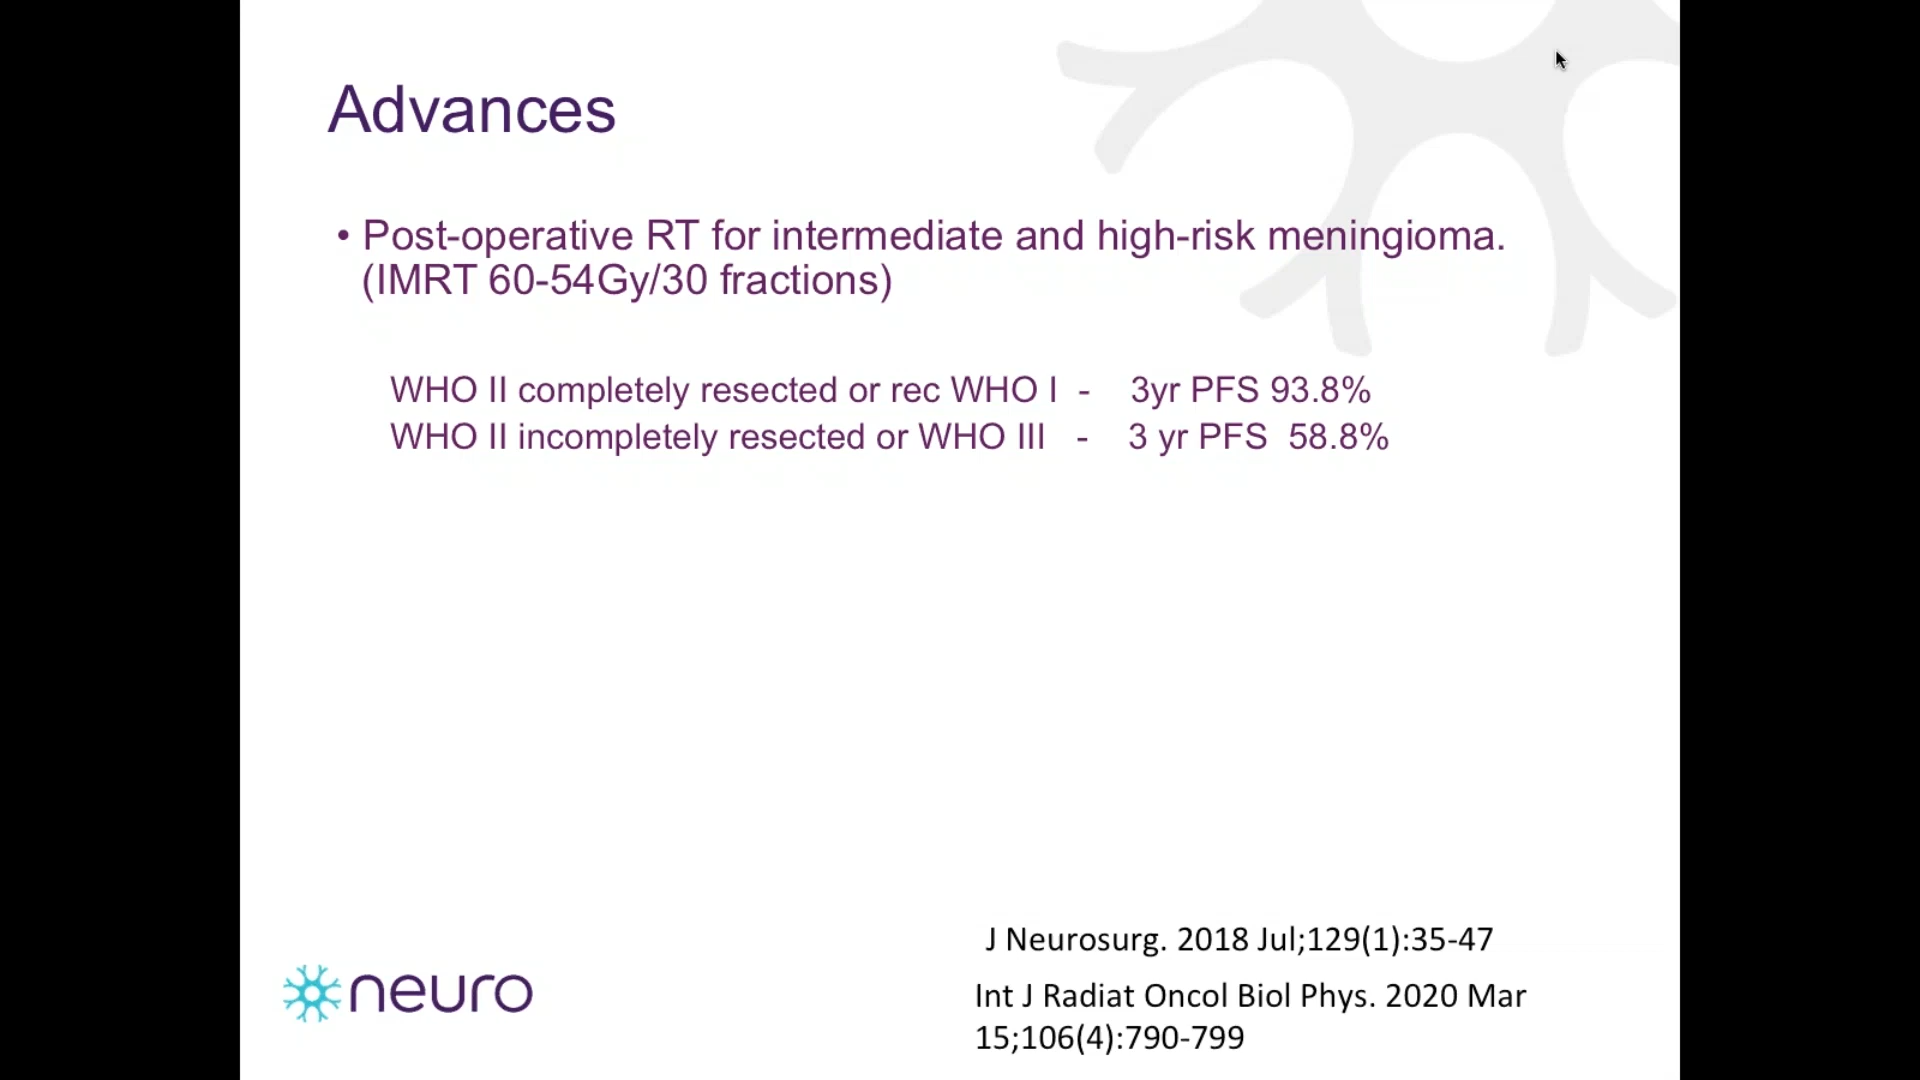 Advances
• Post-operative RT for intermediate and high-risk meningioma.
(IMRT 60-54Gy/30 fractions)
WHO II completely resected or rec WHO I - 3yr PFS 93.8%
WHO II incompletely resected or WHO III - 3 yr PFS 58.8%
J Neurosurg. 2018 Jul;129(1):35-47
Int J Radiat Oncol Biol Phys. 2020 Mar
15;106(4):790-799
neuro